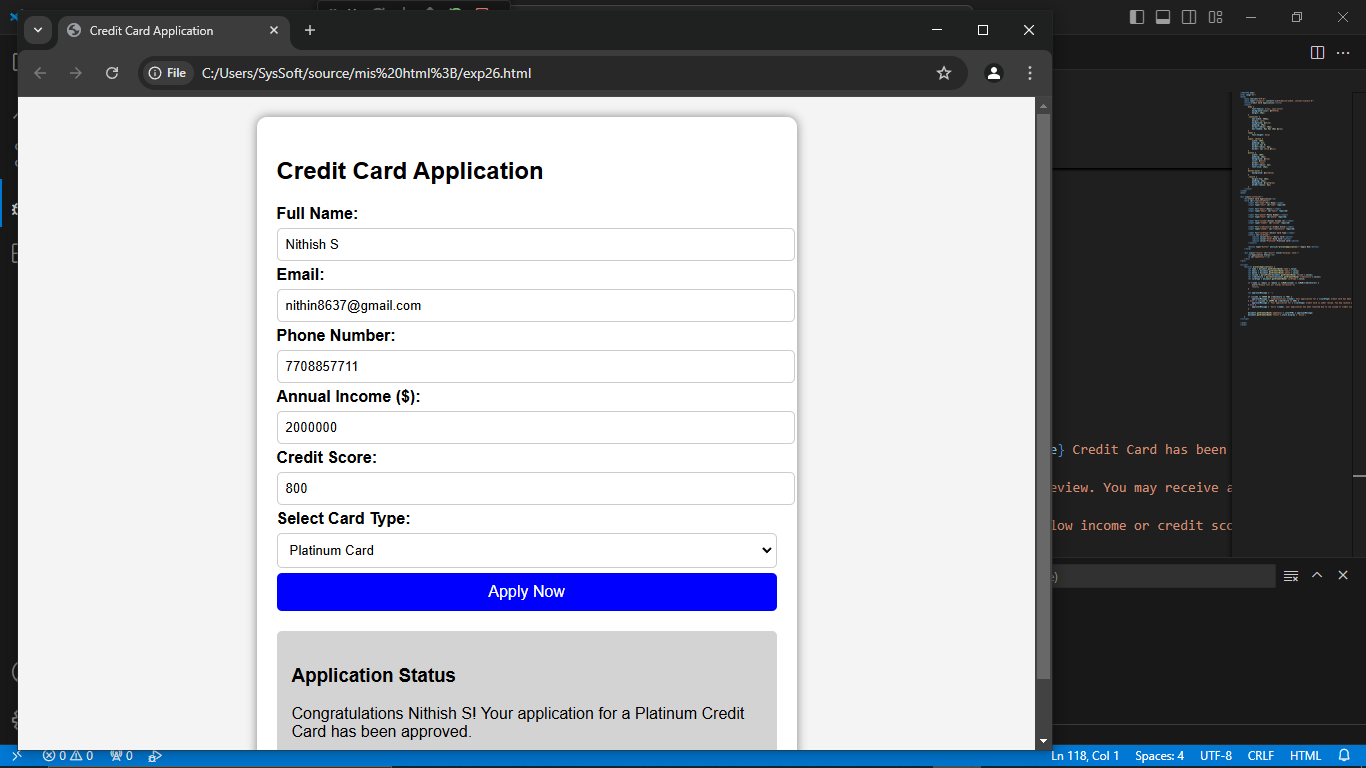 Credit Card Application
File
C:/Users/SysSoft/source/mis%20html%3B/exp26.html
Credit Card Application
Full Name:
Nithish S
Email:
nithin8637@gmail.com
Phone Number:
7708857711
Annual Income ($):
2000000
Credit Score:
800
Select Card Type:
Platinum Card
Apply Now
Application Status
Congratulations Nithish S! Your application for a Platinum Credit
Card has been approved.
e} Credit Card has been
eview. You may receive a
low income or credit sco
e)
0 0 0 Ln 118, Col 1 Spaces: 4 UTF-8 CRLF HTML